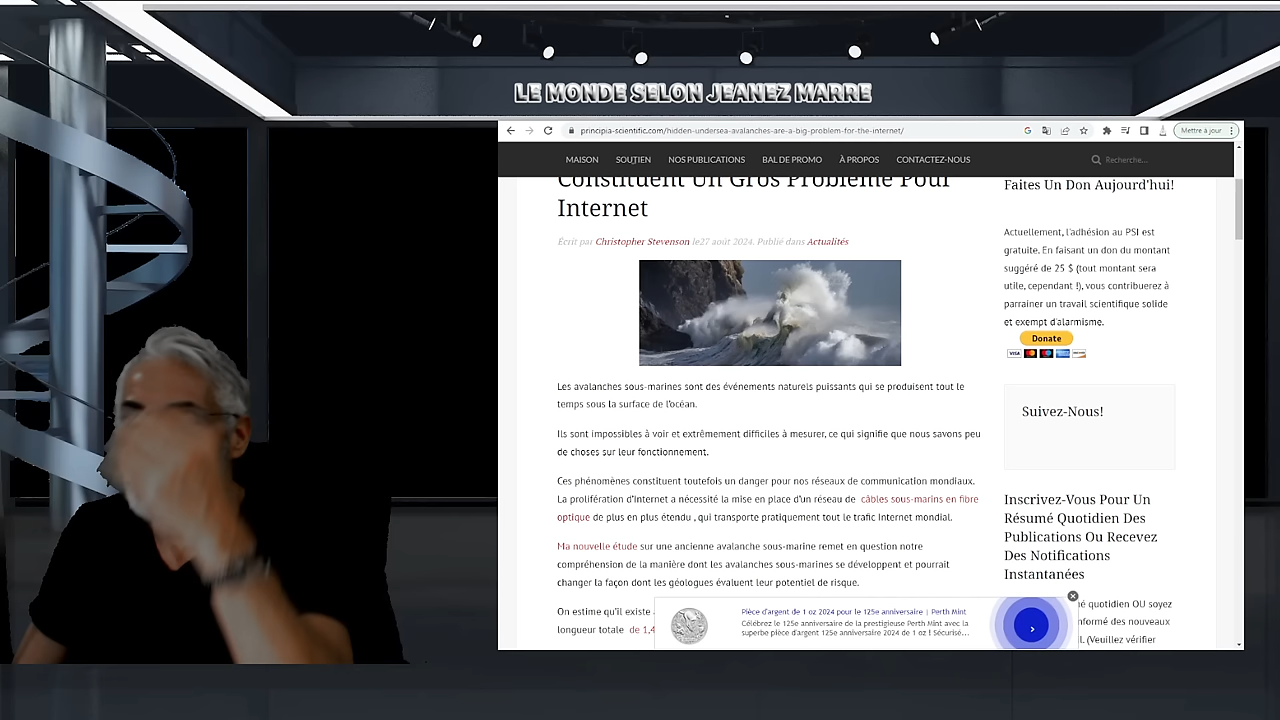 LE MONDE SELON JEANEZ MARRE
principia-scientific.com/hidden-undersea-avalanches-are-a-big-problem-for-the-internet/
Mettre à jour
MAISON SOUTIEN NOS PUBLICATIONS BAL DE PROMO À PROPOS CONTACTEZ-NOUS
Recherche...
Constituent Un Gros Problème Pour
Internet
Écrit par Christopher Stevenson le27 août 2024. Publié dans Actualités
Les avalanches sous-marines sont des événements naturels puissants qui se produisent tout le
temps sous la surface de l'océan.
Ils sont impossibles à voir et extrêmement difficiles à mesurer, ce qui signifie que nous savons peu
de choses sur leur fonctionnement.
Ces phénomènes constituent toutefois un danger pour nos réseaux de communication mondiaux.
La prolifération d'Internet a nécessité la mise en place d'un réseau de câbles sous-marins en fibre
optique de plus en plus étendu , qui transporte pratiquement tout le trafic Internet mondial.
Ma nouvelle étude sur une ancienne avalanche sous-marine remet en question notre
compréhension de la manière dont les avalanches sous-marines se développent et pourrait
changer la façon dont les géologues évaluent leur potentiel de risque.
On estime qu'il existe
longueur totale de 1,4
Pièce d'argent de 1 oz 2024 pour le 125e anniversaire | Perth Mint
Célébrez le 125e anniversaire de la prestigieuse Perth Mint avec la
superbe pièce d'argent 125e anniversaire 2024 de 1 oz ! Sécurisé...
Faites Un Don Aujourd'hui!
Actuellement, l'adhésion au PSI est
gratuite. En faisant un don du montant
suggéré de 25 $ (tout montant sera
utile, cependant !), vous contribuerez à
parrainer un travail scientifique solide
et exempt d'alarmisme.
Donate
VISA
Suivez-Nous!
Inscrivez-Vous Pour Un
Résumé Quotidien Des
Publications Ou Recevez
Des Notifications
Instantanées
né quotidien OU soyez
nformé des nouveaux
l. (Veuillez vérifier